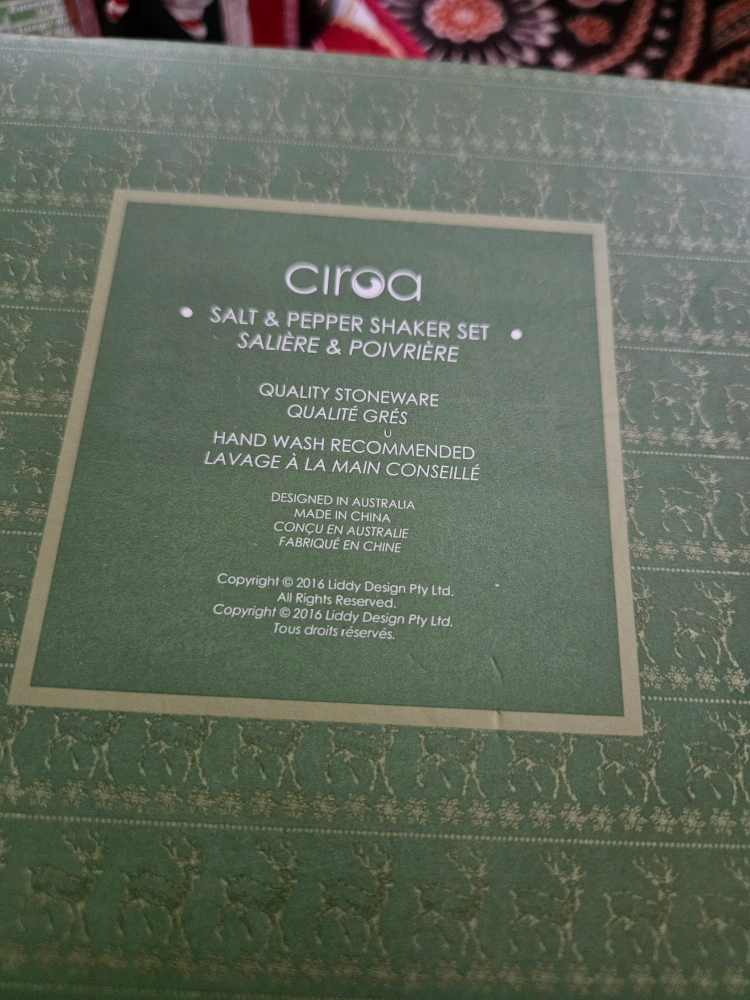 ciroa
• SALT & PEPPER SHAKER SET •
SALIÈRE & POIVRIÈRE
QUALITY STONEWARE
QUALITÉ GRÉS
HAND WASH RECOMMENDED
LAVAGE À LA MAIN CONSEILLÉ
DESIGNED IN AUSTRALIA
MADE IN CHINA
CONÇU EN AUSTRALIE
FABRIQUÉ EN CHINE
Copyright © 2016 Liddy Design Pty Ltd.
All Rights Reserved.
Copyright © 2016 Liddy Design Pty Ltd.
Tous droits réservés.